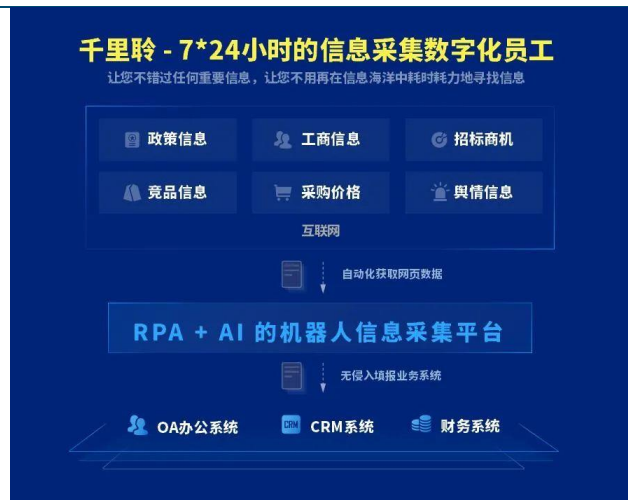 千里聆 - 7*24小时的信息采集数字化员工
让您不错过任何重要信息，让您不用再在信息海洋中耗时耗力地寻找信息
政策信息 工商信息 招标商机
竞品信息 采购价格 舆情信息
互联网
自动化获取网页数据
RPA + AI 的机器人信息采集平台
无侵入填报业务系统
OA办公系统 CRM CRM系统 财务系统